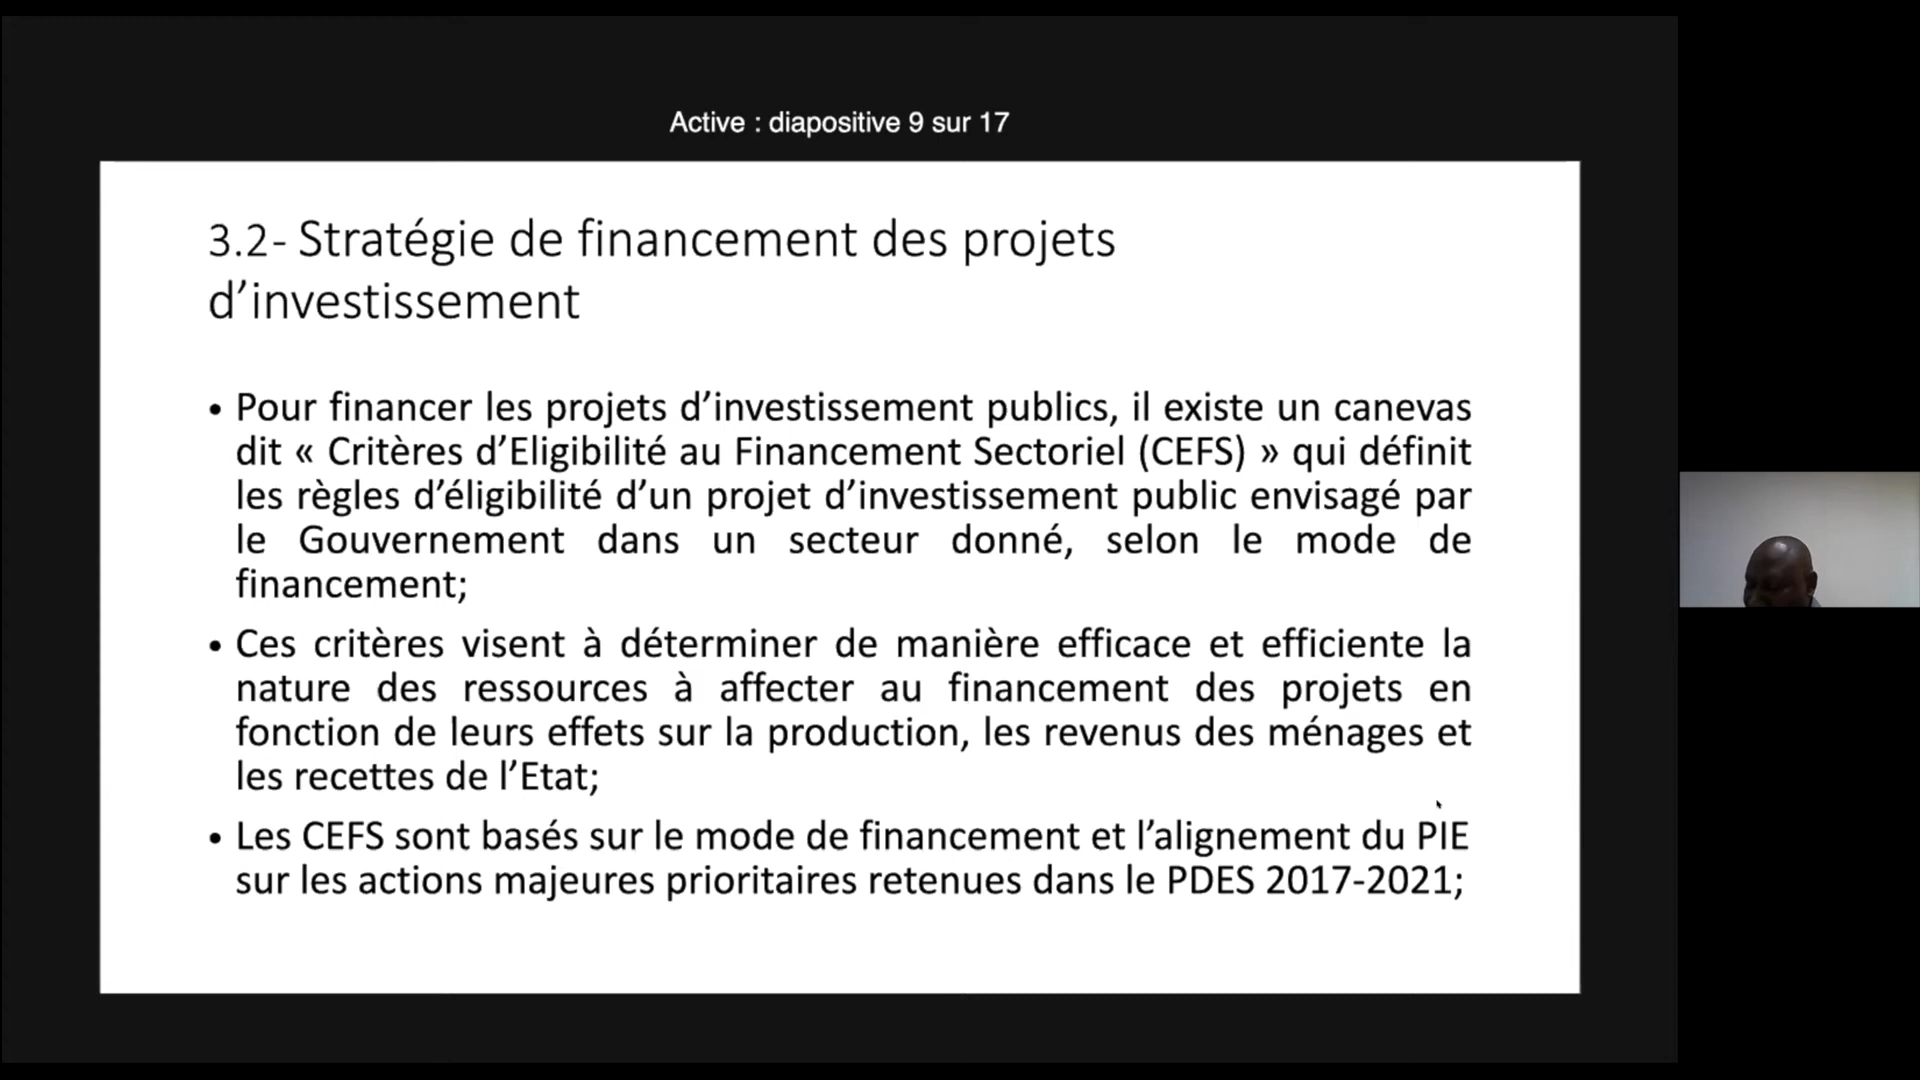 Active : diapositive 9 sur 17
3.2- Stratégie de financement des projets
d’investissement
• Pour financer les projets d’investissement publics, il existe un canevas
dit « Critères d’Eligibilité au Financement Sectoriel (CEFS) » qui définit
les règles d’éligibilité d’un projet d’investissement public envisagé par
le Gouvernement dans un secteur donné, selon le mode de
financement;
• Ces critères visent à déterminer de manière efficace et efficiente la
nature des ressources à affecter au financement des projets en
fonction de leurs effets sur la production, les revenus des ménages et
les recettes de l’Etat;
• Les CEFS sont basés sur le mode de financement et l’alignement du PIE
sur les actions majeures prioritaires retenues dans le PDES 2017-2021;